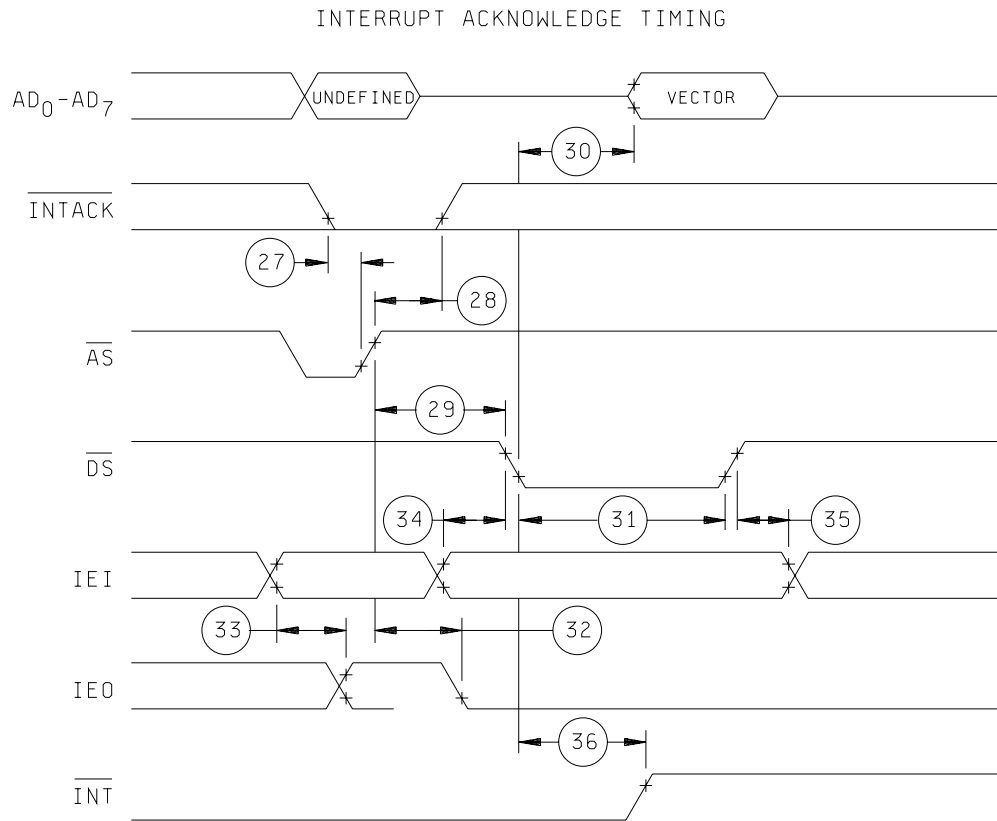 INTERRUPT ACKNOWLEDGE TIMING
AD0-AD7
UNDEFINED
VECTOR
30
INTACK
27
28
AS
29
DS
34
31
35
IEI
33
32
IEO
36
INT